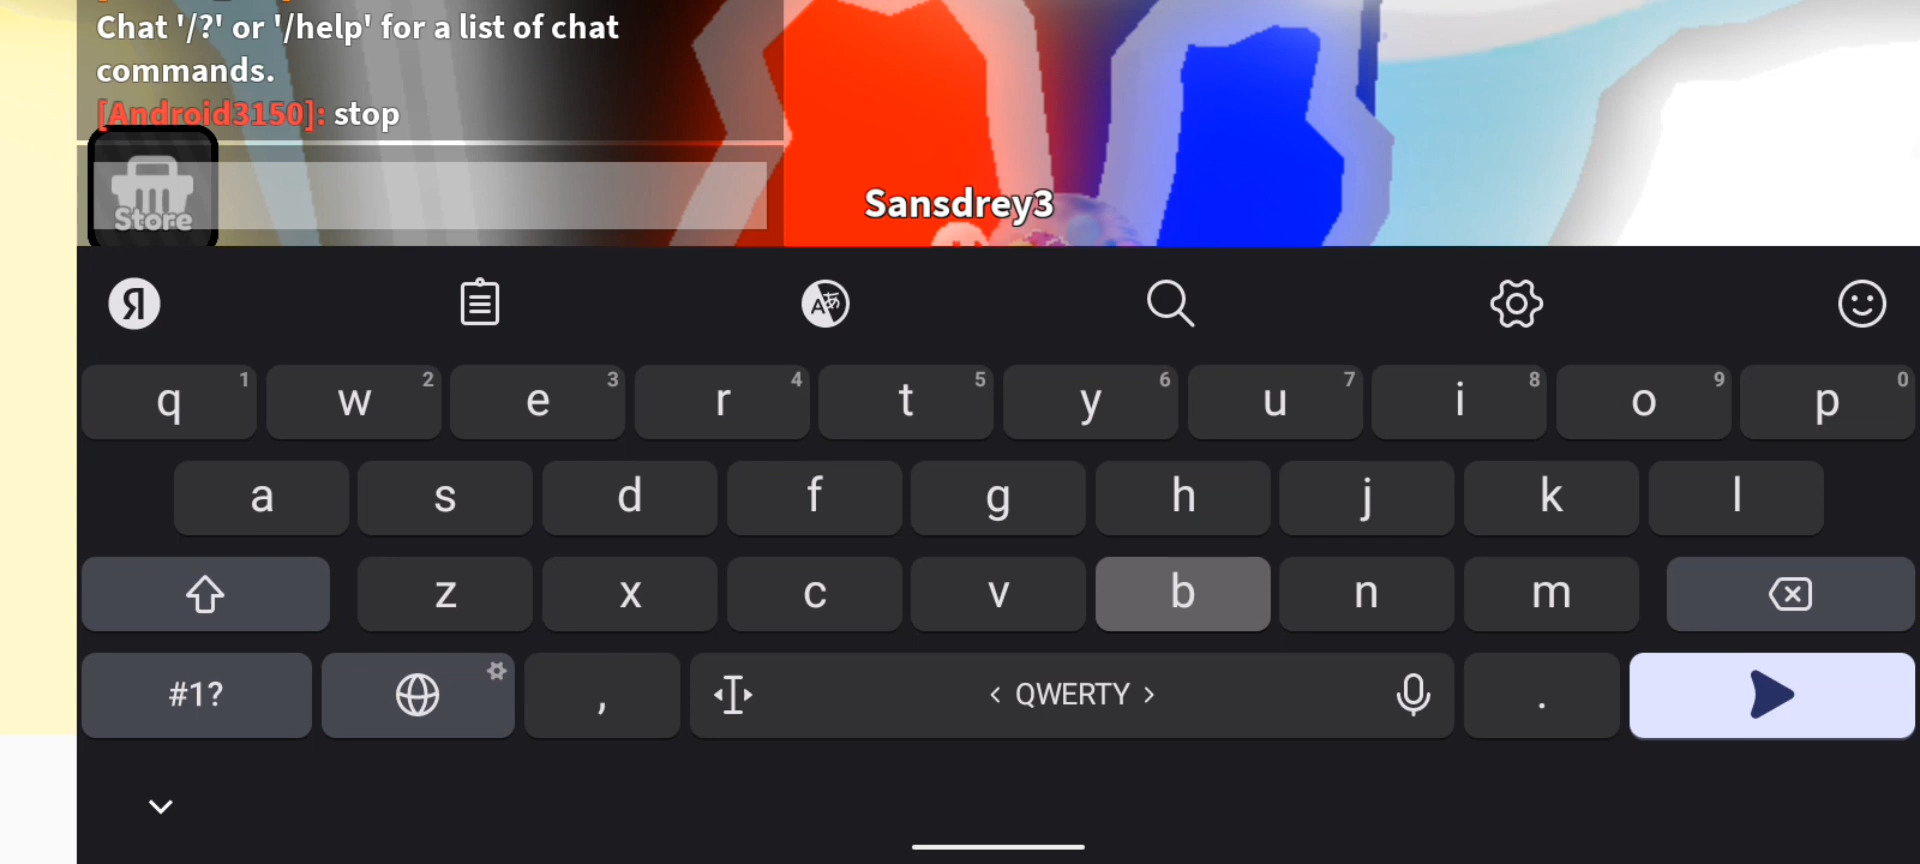 Chat '/?' or '/help' for a list of chat
commands.
[Android3150]: stop
Store
Sansdrey3
Я
A あ
q 1 w 2 e 3 r 4 t 5 y 6 u 7 i 8 o 9 p 0
a s d f g h j k l
z x c v b n m
#1? , < QWERTY > .